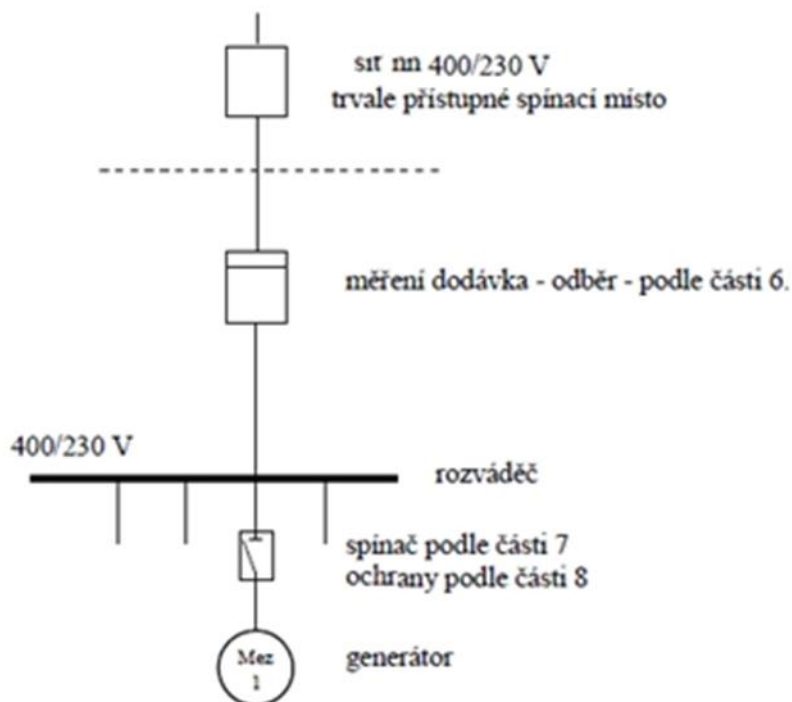 síť nn 400/230 V
trvale přístupné spínací místo
měření dodávka - odběr - podle části 6.
400/230 V
rozváděč
spínač podle části 7
ochrany podle části 8
generátor
Mez
1